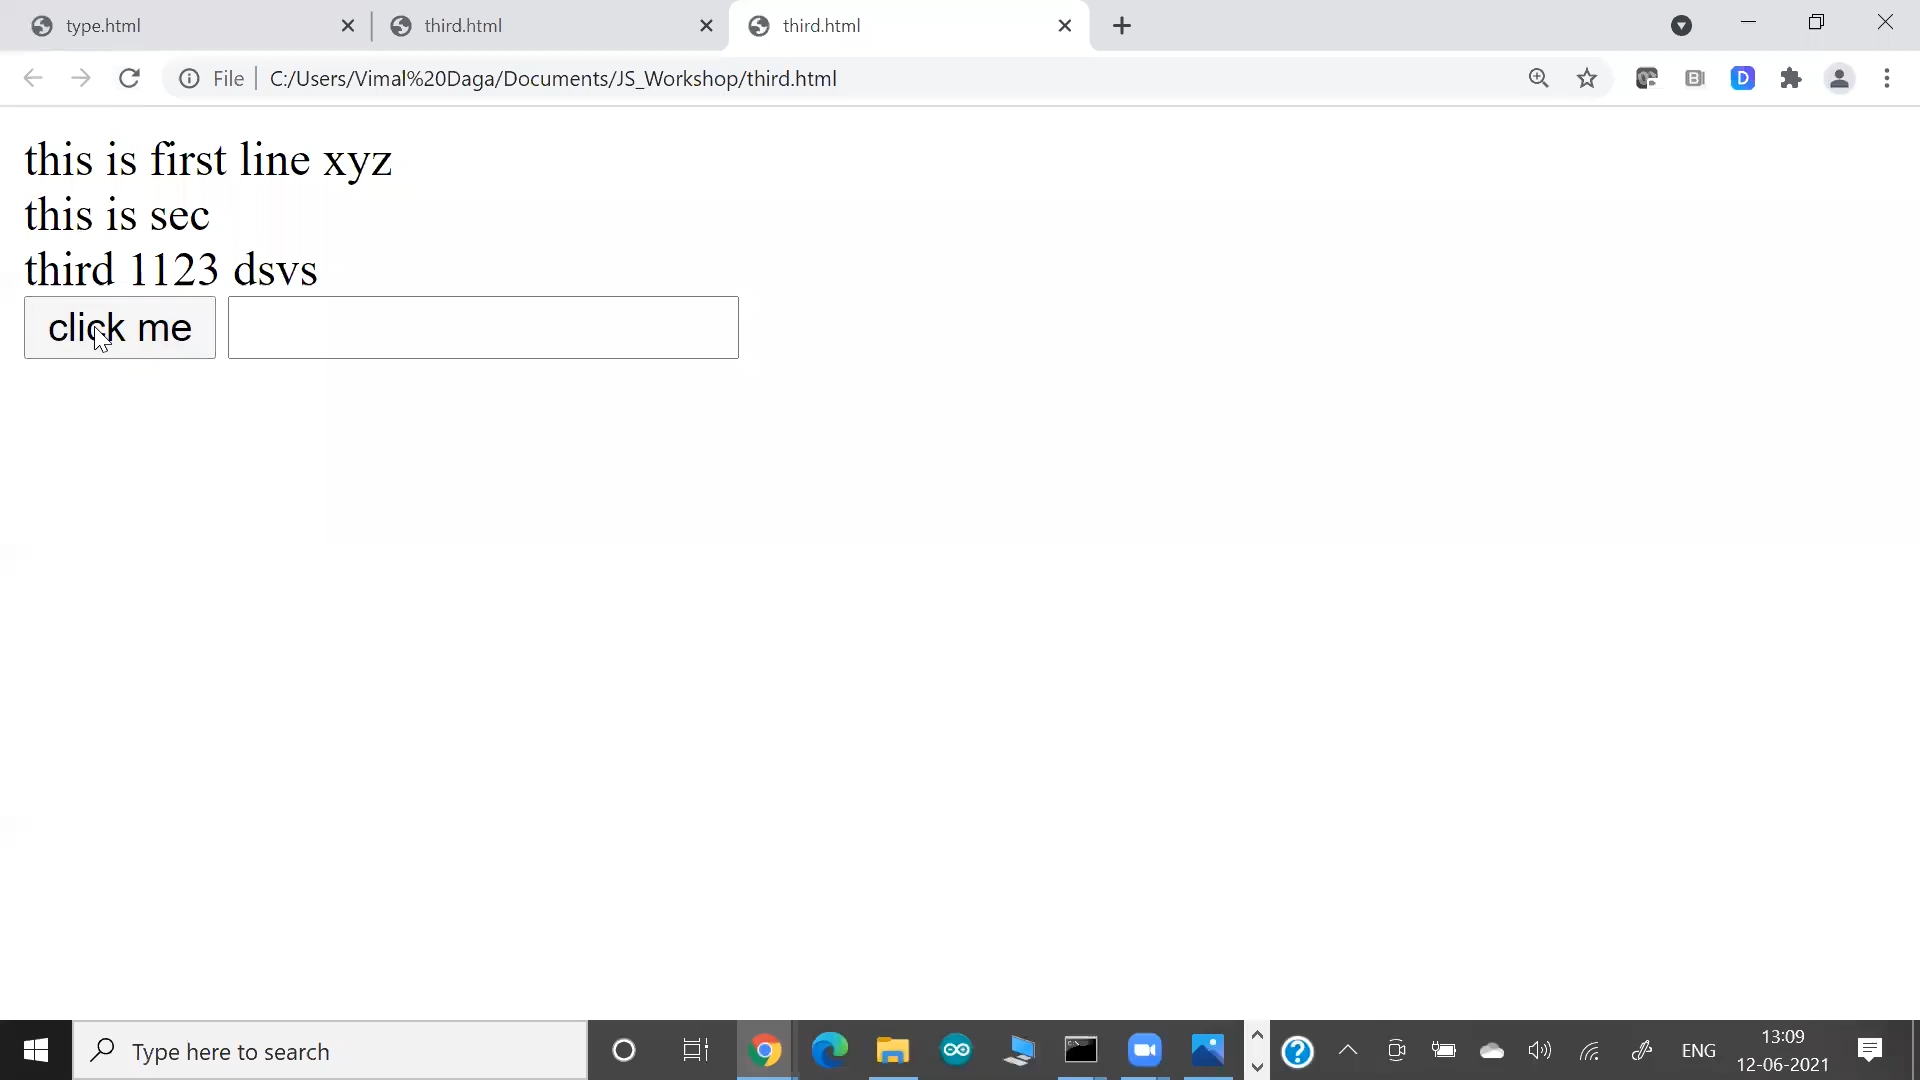 type.html
third.html
third.html
File
C:/Users/Vimal%20Daga/Documents/JS_Workshop/third.html
D
this is first line xyz
this is sec
third 1123 dsvs
click me
Type here to search
ENG
13:09
12-06-2021